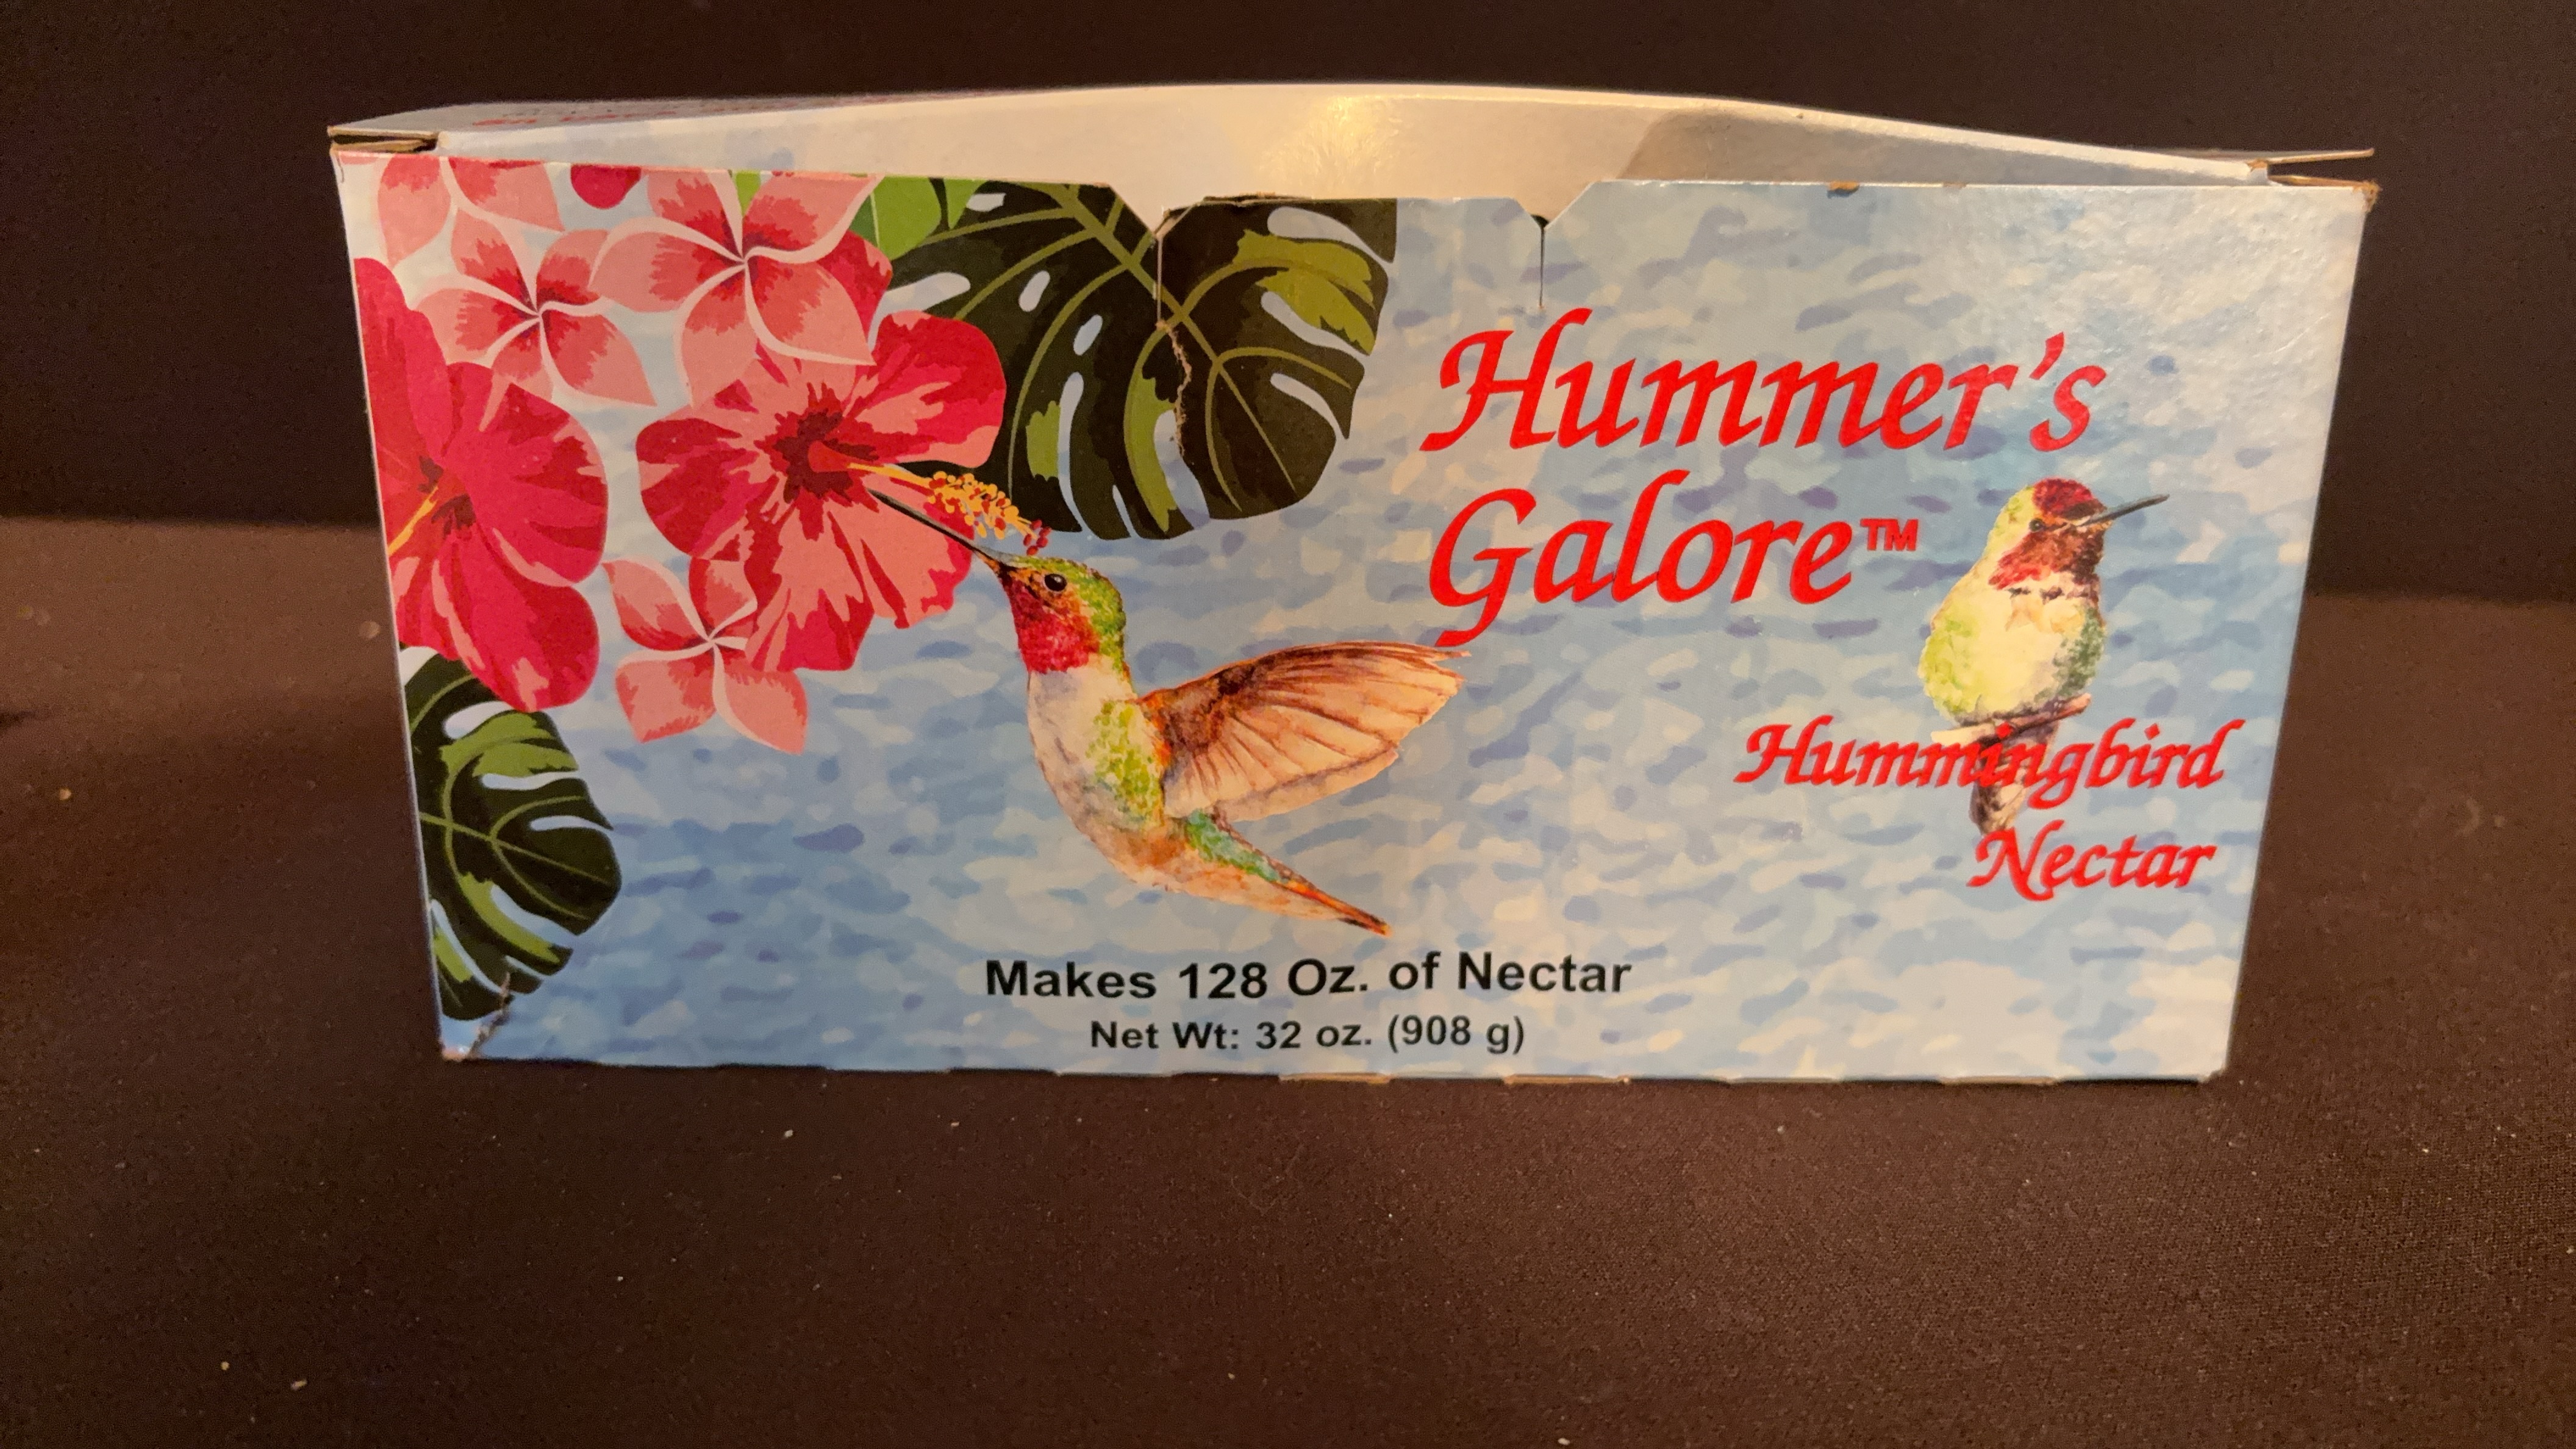 Hummer's
Galore™
Hummingbird
Nectar
Makes 128 Oz. of Nectar
Net Wt: 32 oz. (908 g)